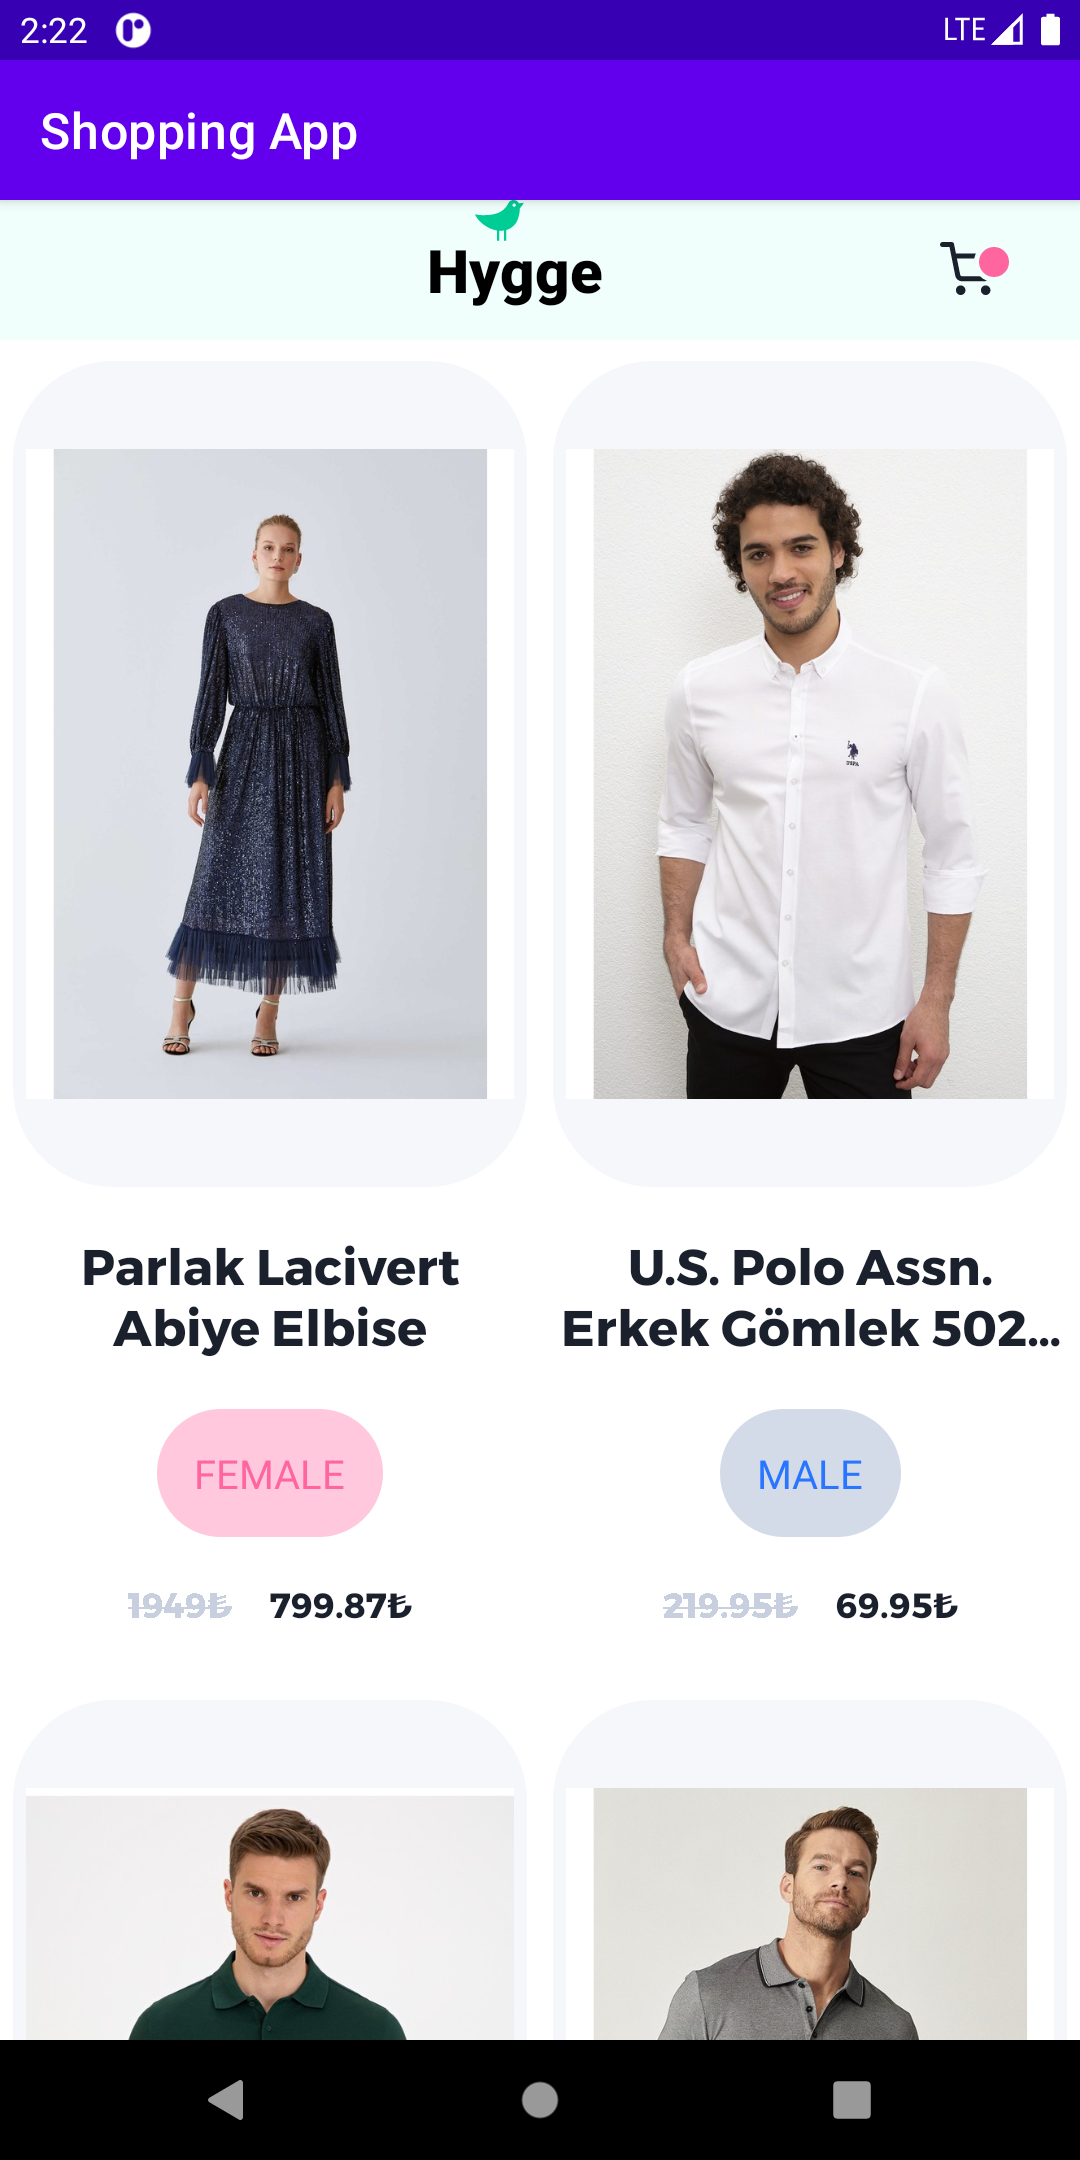 2:22
LTE
Shopping App
Hygge
USPA
Parlak Lacivert
Abiye Elbise
U.S. Polo Assn.
Erkek Gömlek 502...
FEMALE
MALE
1949₺ 799.87₺
219.95₺ 69.95₺